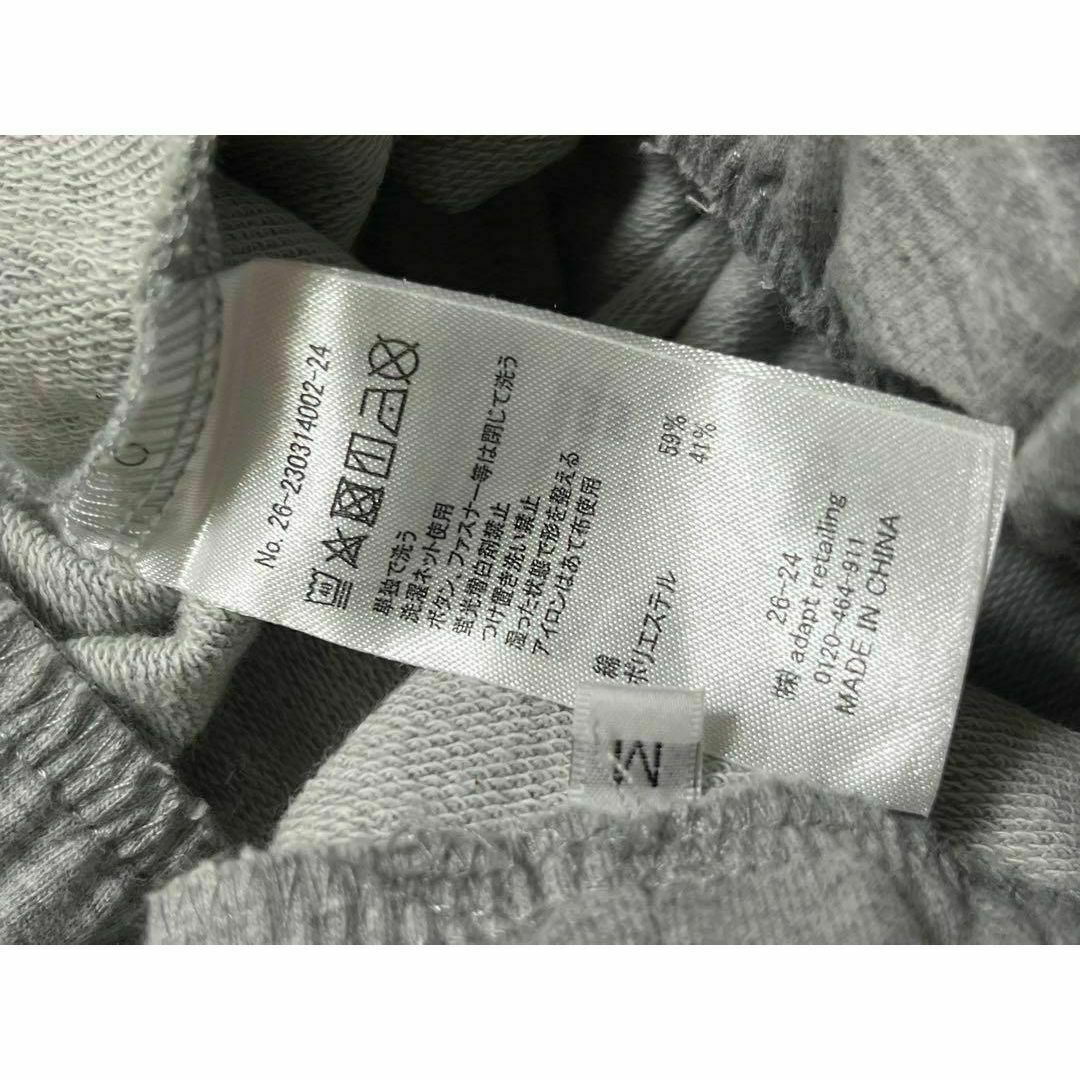 No. 26-230314002-24
40
単独で洗う
洗濯ネット使用
ボタン、ファスナー等は閉じて洗う
蛍光増白剤禁止
つけ置き洗い禁止
湿った状態で形を整える
アイロンはあて布使用
綿 59%
ポリエステル 41%
26-24
(株) adapt retailing
0120-464-911
MADE IN CHINA
M